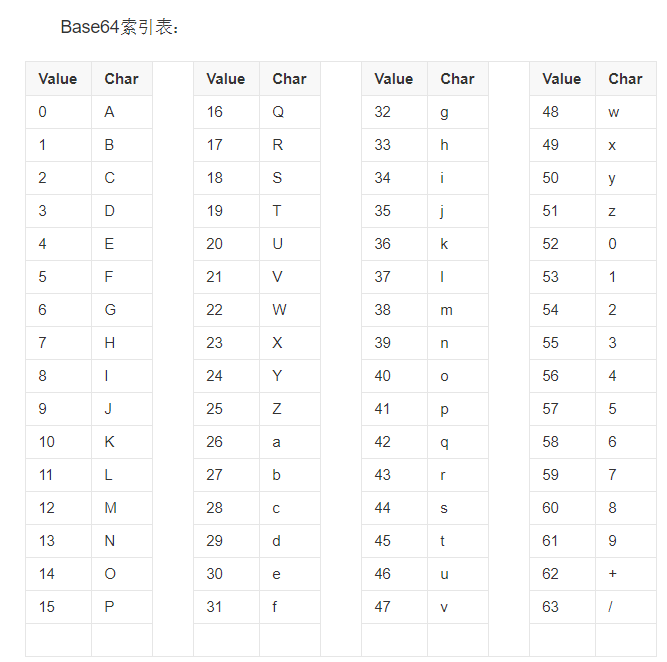 Base64索引表：
Value Char Value Char Value Char Value Char
0 A 16 Q 32 g 48 w
1 B 17 R 33 h 49 x
2 C 18 S 34 i 50 y
3 D 19 T 35 j 51 z
4 E 20 U 36 k 52 0
5 F 21 V 37 l 53 1
6 G 22 W 38 m 54 2
7 H 23 X 39 n 55 3
8 I 24 Y 40 o 56 4
9 J 25 Z 41 p 57 5
10 K 26 a 42 q 58 6
11 L 27 b 43 r 59 7
12 M 28 c 44 s 60 8
13 N 29 d 45 t 61 9
14 O 30 e 46 u 62 +
15 P 31 f 47 v 63 /